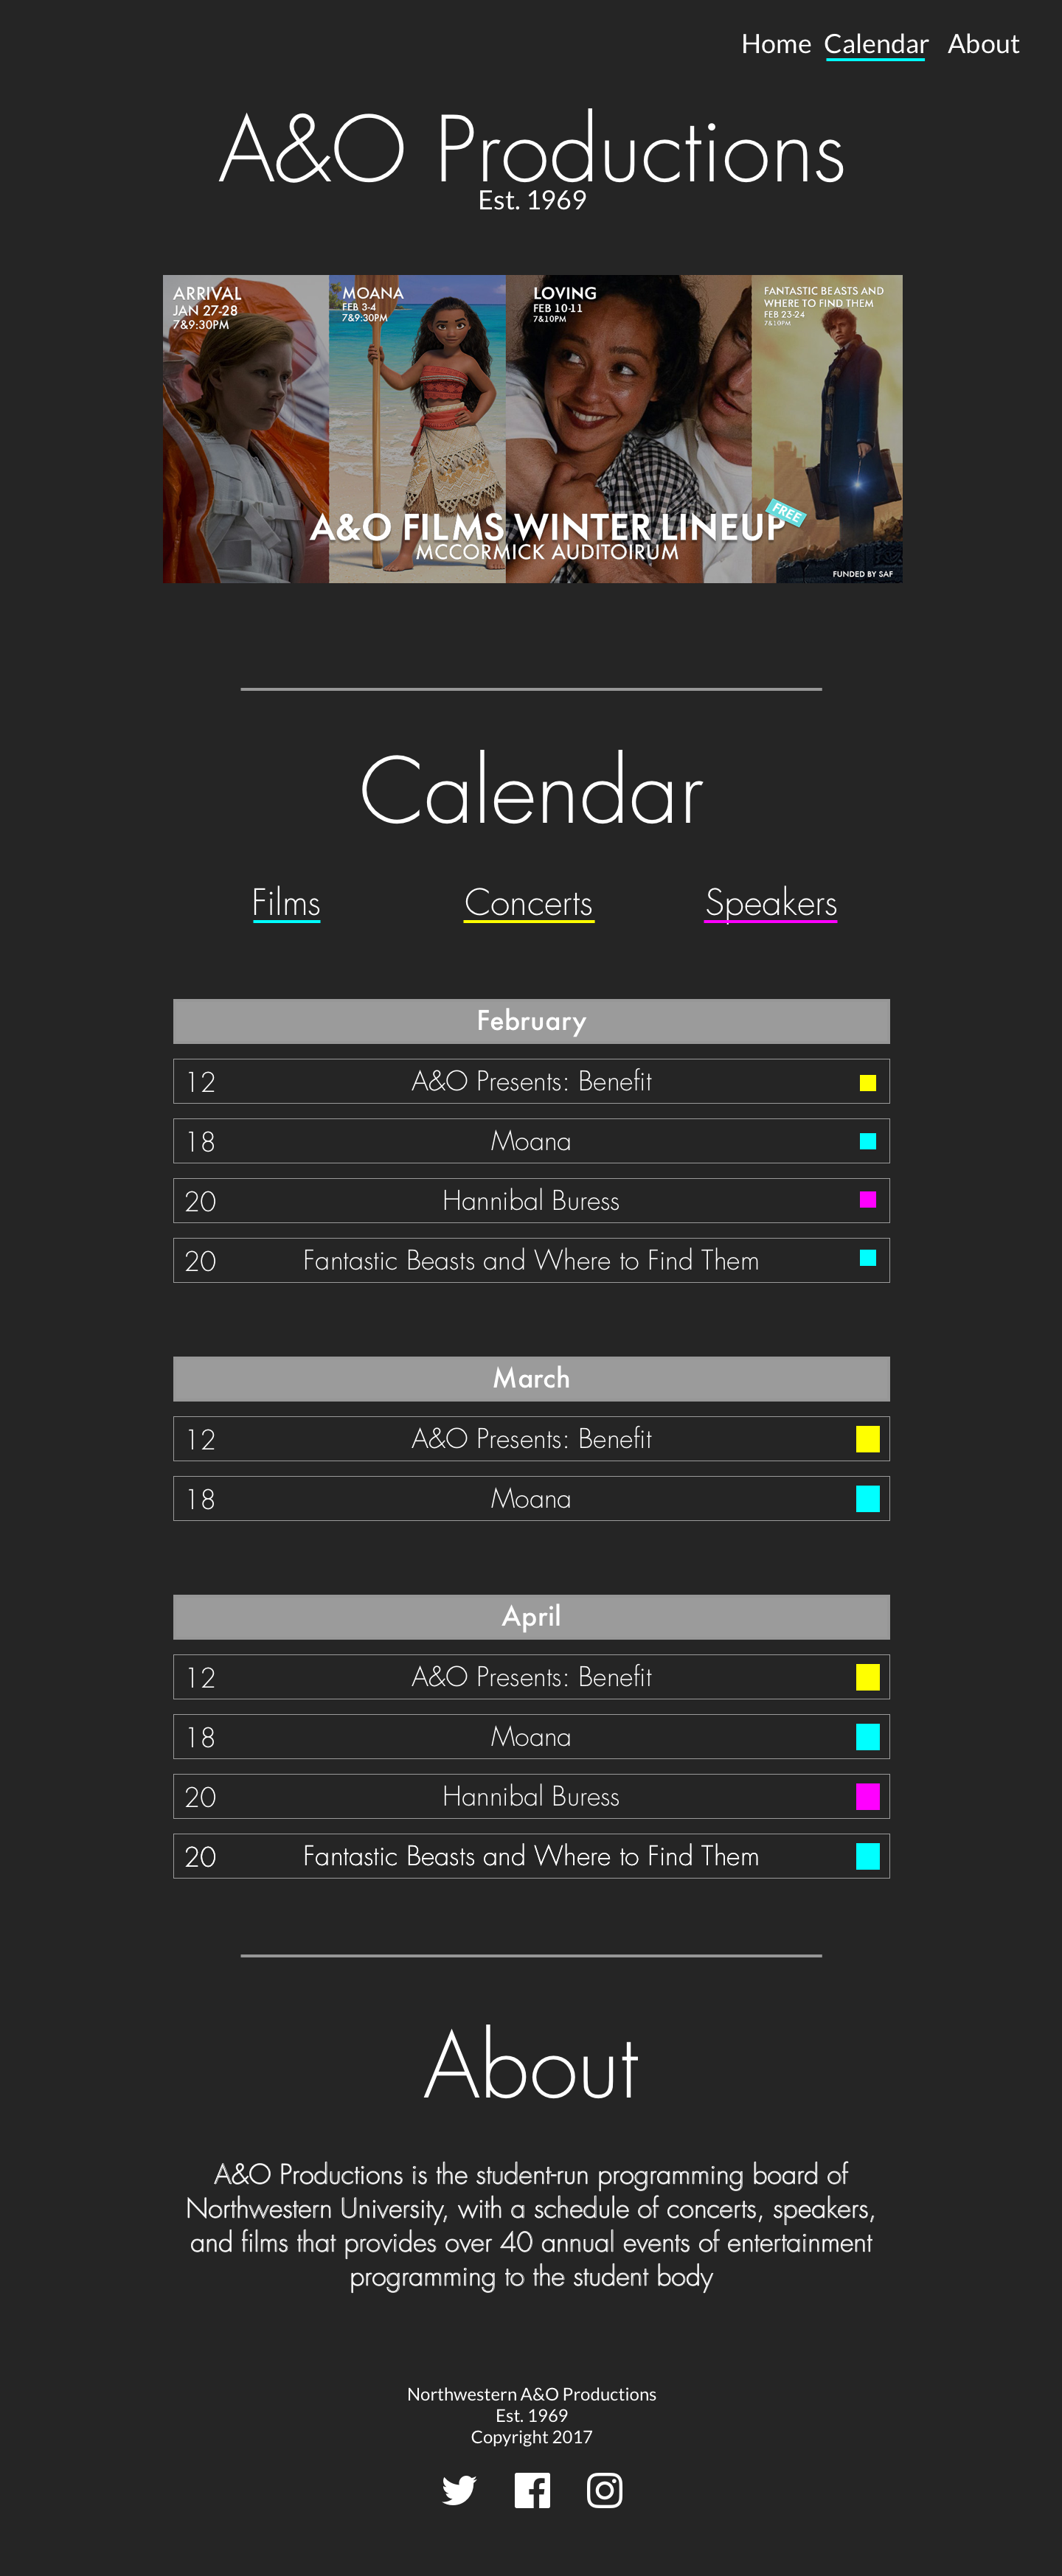 Home Calendar About
A&O Productions
Est. 1969
ARRIVAL
JAN 27-28
7&9:30PM
MOANA
FEB 3-4
7&9:30PM
LOVING
FEB 10-11
7&10PM
FANTASTIC BEASTS AND
WHERE TO FIND THEM
FEB 23-24
7&10PM
FREE
A&O FILMS WINTER LINEUP
MCCORMICK AUDITOIRUM
FUNDED BY SAF
Calendar
Films Concerts Speakers
February
12 A&O Presents: Benefit
18 Moana
20 Hannibal Buress
20 Fantastic Beasts and Where to Find Them
March
12 A&O Presents: Benefit
18 Moana
April
12 A&O Presents: Benefit
18 Moana
20 Hannibal Buress
20 Fantastic Beasts and Where to Find Them
About
A&O Productions is the student-run programming board of
Northwestern University, with a schedule of concerts, speakers,
and films that provides over 40 annual events of entertainment
programming to the student body
Northwestern A&O Productions
Est. 1969
Copyright 2017